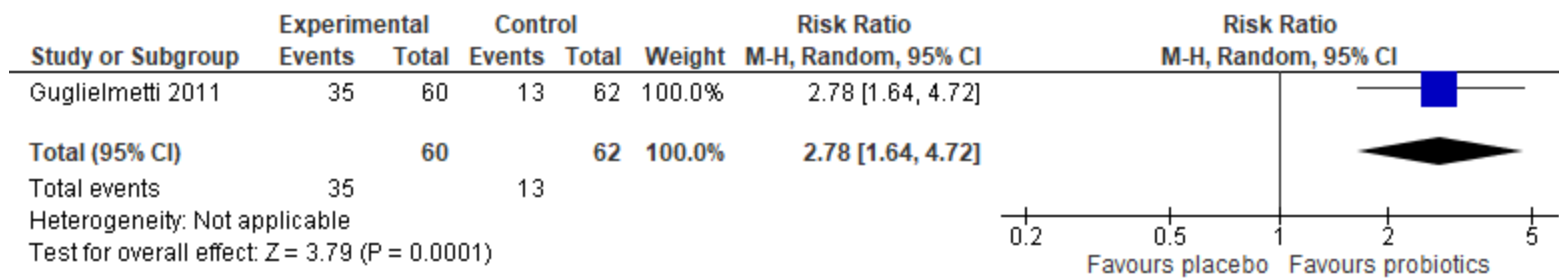 Experimental Control Risk Ratio Risk Ratio
Study or Subgroup Events Total Events Total Weight M-H, Random, 95% CI M-H, Random, 95% CI
Guglielmetti 2011 35 60 13 62 100.0% 2.78 [1.64, 4.72]
Total (95% CI) 60 62 100.0% 2.78 [1.64, 4.72]
Total events 35 13
Heterogeneity: Not applicable
Test for overall effect: Z = 3.79 (P = 0.0001)
0.2 0.5 1 2 5
Favours placebo Favours probiotics